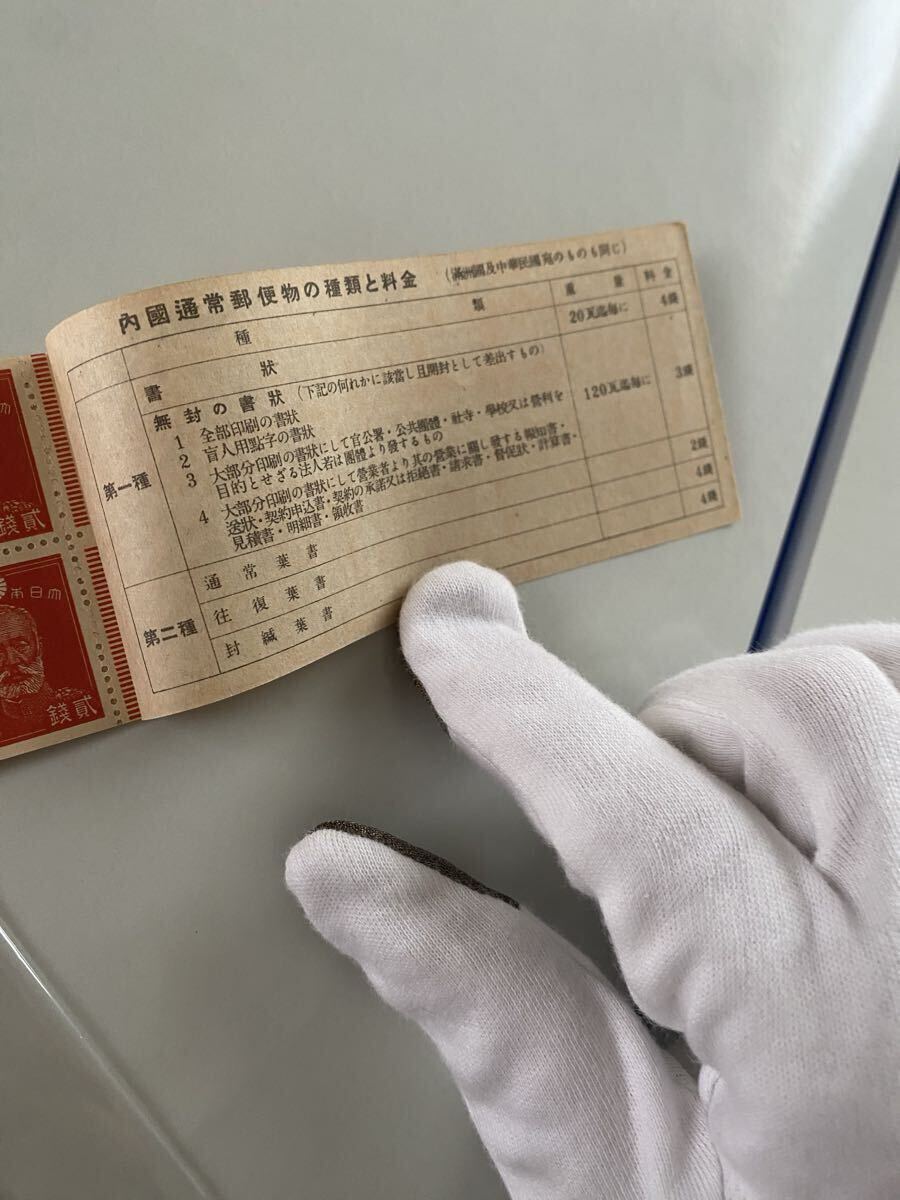 內國通常郵便物の種類と料金 (滿洲國及中華民國宛のものも同じ)
種 類 重量 料金
第一種
書狀 20瓦迄每に 4錢
無封の書狀 (下記の何れかに該當し且開封として差出すもの) 120瓦迄每に 3錢
1 全部印刷の書狀
2 盲人用點字の書狀
3 大部分印刷の書狀にして官公署・公共團體・社寺・學校又は營利を
目的とせざる法人若は團體より發するもの
4 大部分印刷の書狀にして營業者より其の營業に關し發する報知書・
送狀・契約申込書・契約の承諾又は拒絕書・請求書・督促狀・計算書・
見積書・明細書・領收書
第二種
通常葉書 2錢
往復葉書 4錢
封緘葉書 4錢
錢貳
本日大
錢貳